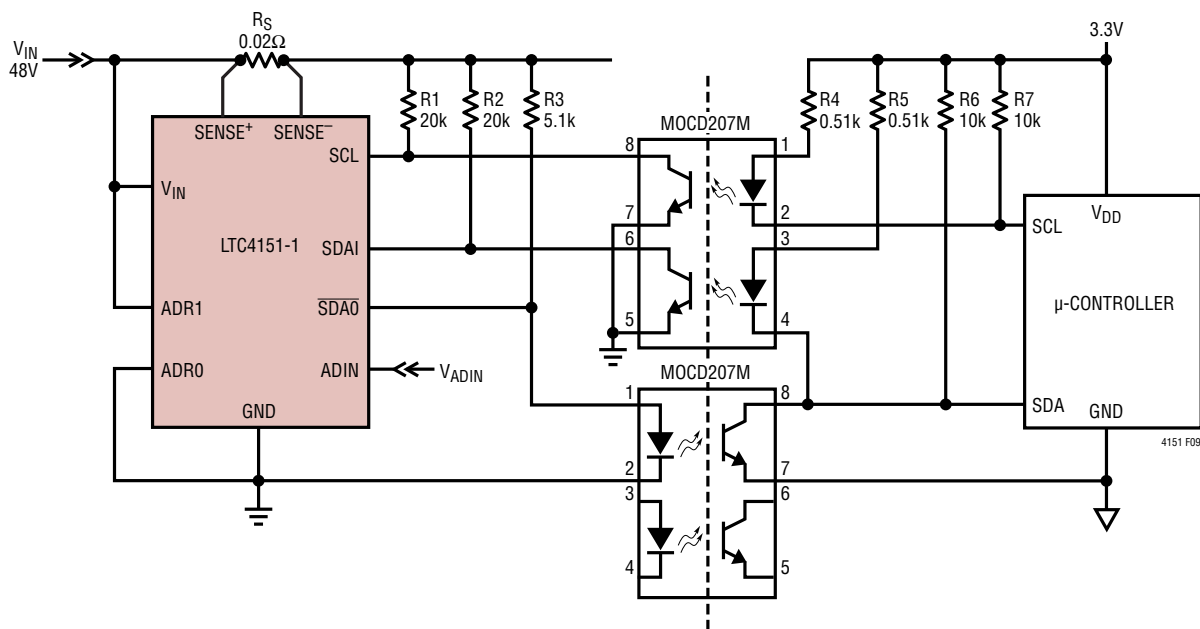 RS
0.02Ω
VIN
48V
3.3V
R1
20k
R2
20k
R3
5.1k
R4
0.51k
R5
0.51k
R6
10k
R7
10k
SENSE+
SENSE–
SCL
VIN
LTC4151-1
SDAI
SDA0
ADR1
ADR0
ADIN
VADIN
GND
MOCD207M
8
1
7
2
6
3
5
4
VDD
SCL
µ-CONTROLLER
SDA
GND
MOCD207M
1
8
2
7
3
6
4
5
4151 F09